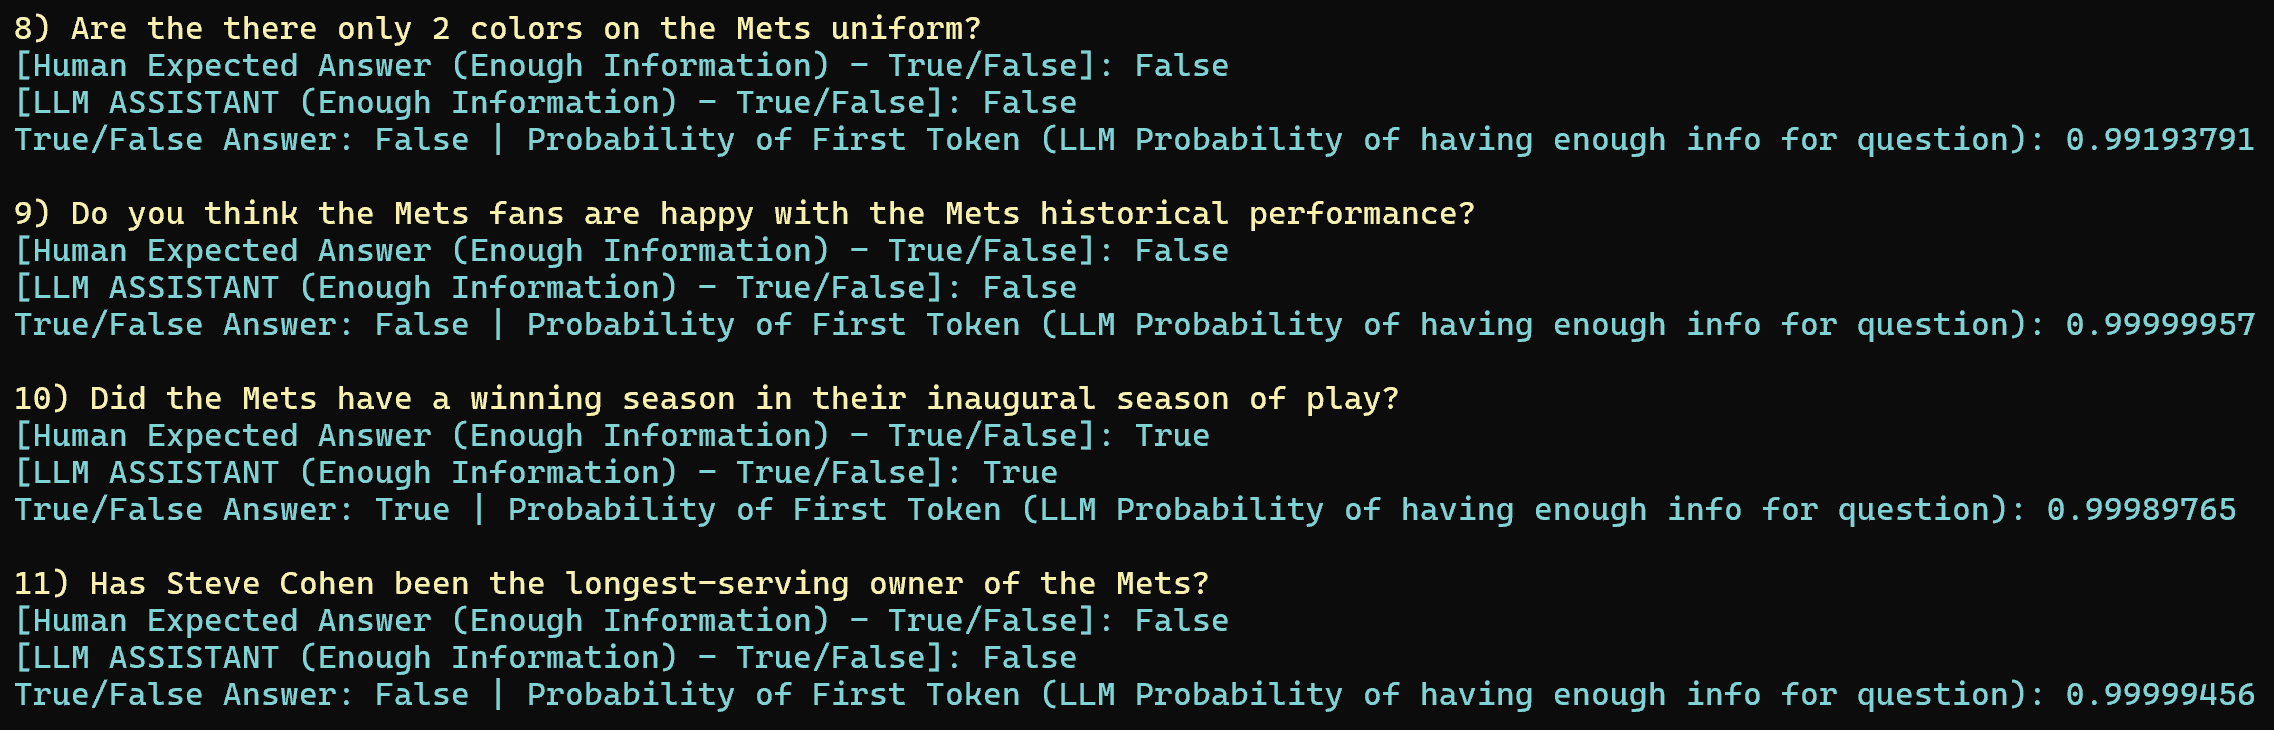 8) Are the there only 2 colors on the Mets uniform?
[Human Expected Answer (Enough Information) - True/False]: False
[LLM ASSISTANT (Enough Information) - True/False]: False
True/False Answer: False | Probability of First Token (LLM Probability of having enough info for question): 0.99193791
9) Do you think the Mets fans are happy with the Mets historical performance?
[Human Expected Answer (Enough Information) - True/False]: False
[LLM ASSISTANT (Enough Information) - True/False]: False
True/False Answer: False | Probability of First Token (LLM Probability of having enough info for question): 0.99999957
10) Did the Mets have a winning season in their inaugural season of play?
[Human Expected Answer (Enough Information) - True/False]: True
[LLM ASSISTANT (Enough Information) - True/False]: True
True/False Answer: True | Probability of First Token (LLM Probability of having enough info for question): 0.99989765
11) Has Steve Cohen been the longest-serving owner of the Mets?
[Human Expected Answer (Enough Information) - True/False]: False
[LLM ASSISTANT (Enough Information) - True/False]: False
True/False Answer: False | Probability of First Token (LLM Probability of having enough info for question): 0.99999456